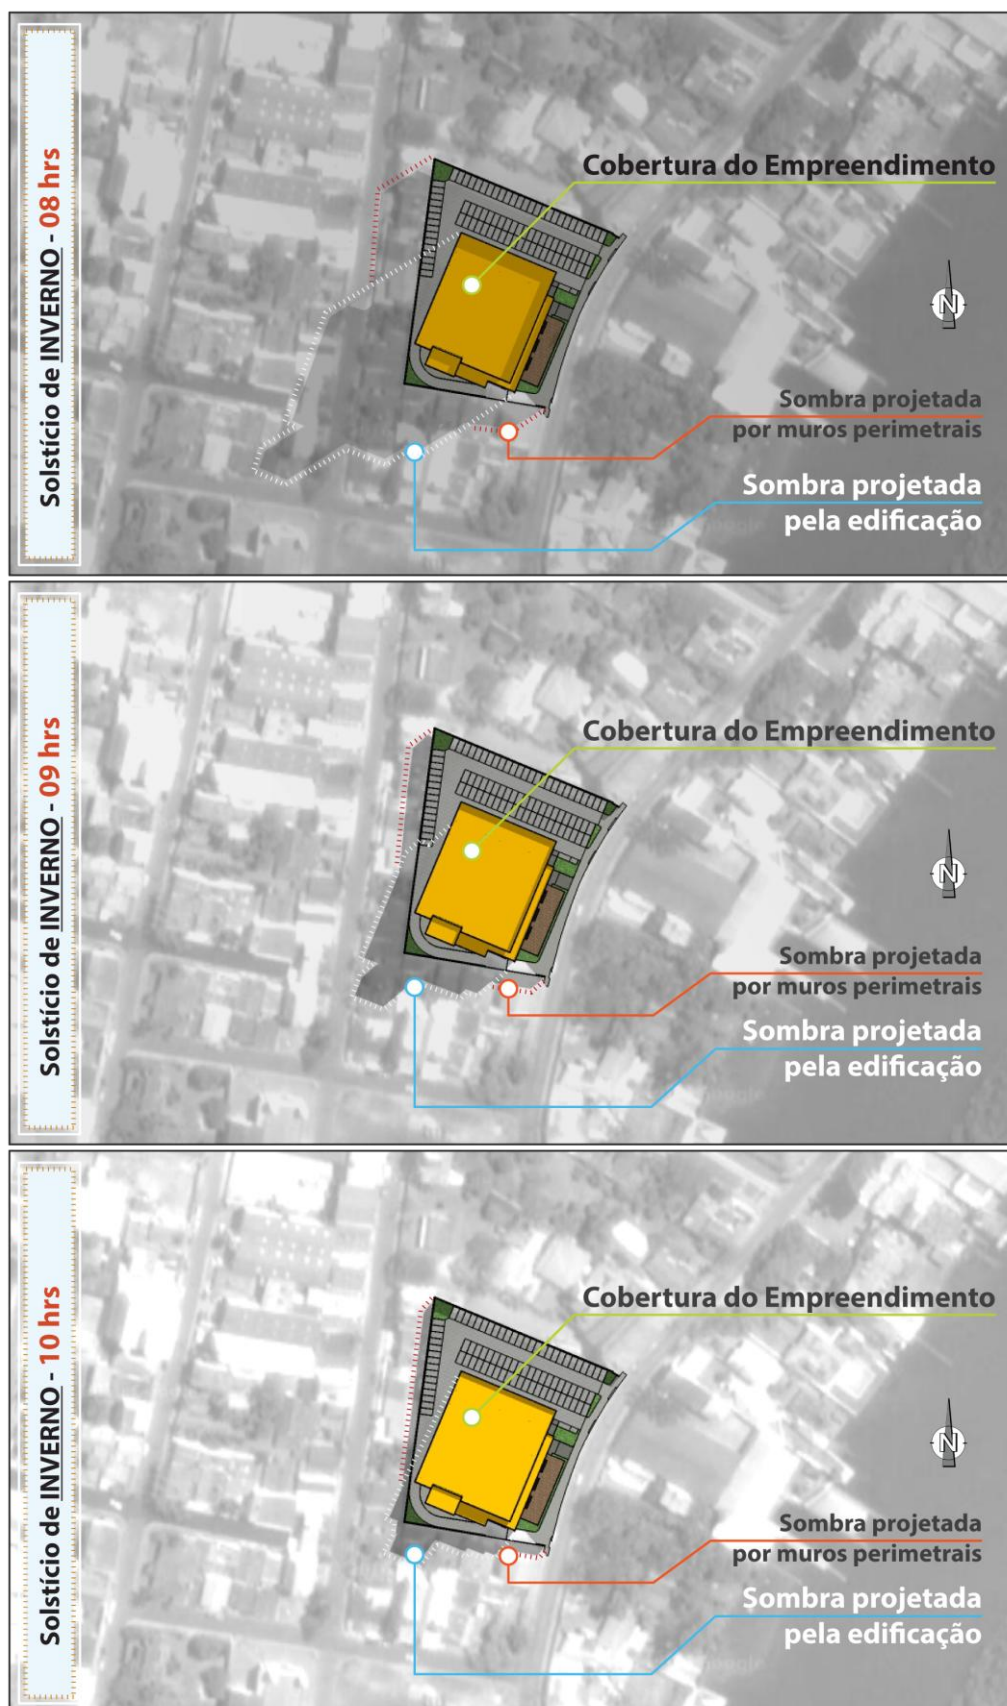 Solstício de INVERNO - 08 hrs
Cobertura do Empreendimento
N
Sombra projetada
por muros perimetrais
Sombra projetada
pela edificação
Solstício de INVERNO - 09 hrs
Cobertura do Empreendimento
N
Sombra projetada
por muros perimetrais
Sombra projetada
pela edificação
Solstício de INVERNO - 10 hrs
Cobertura do Empreendimento
N
Sombra projetada
por muros perimetrais
Sombra projetada
pela edificação